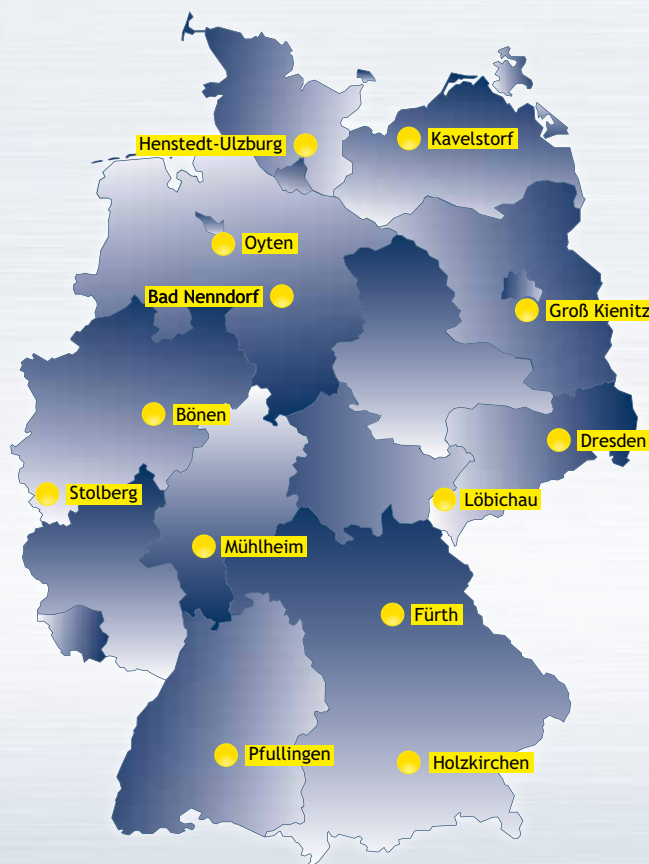 Kavelstorf
Henstedt-Ulzburg
Oyten
Bad Nenndorf
Groß Kienitz
Bönen
Dresden
Stolberg
Löbichau
Mühlheim
Fürth
Pfullingen
Holzkirchen